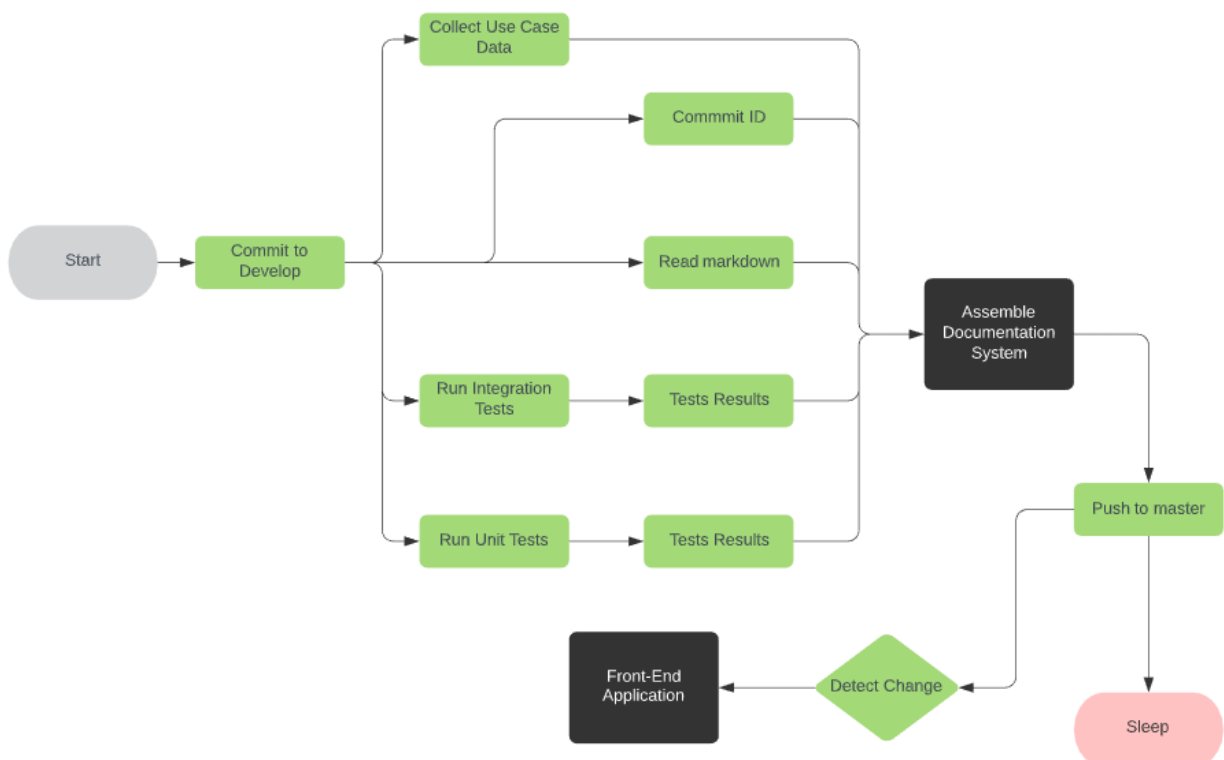 Collect Use Case
Data
Commmit ID
Start
Commit to
Develop
Read markdown
Assemble
Documentation
System
Run Integration
Tests
Tests Results
Push to master
Run Unit Tests
Tests Results
Front-End
Application
Detect Change
Sleep